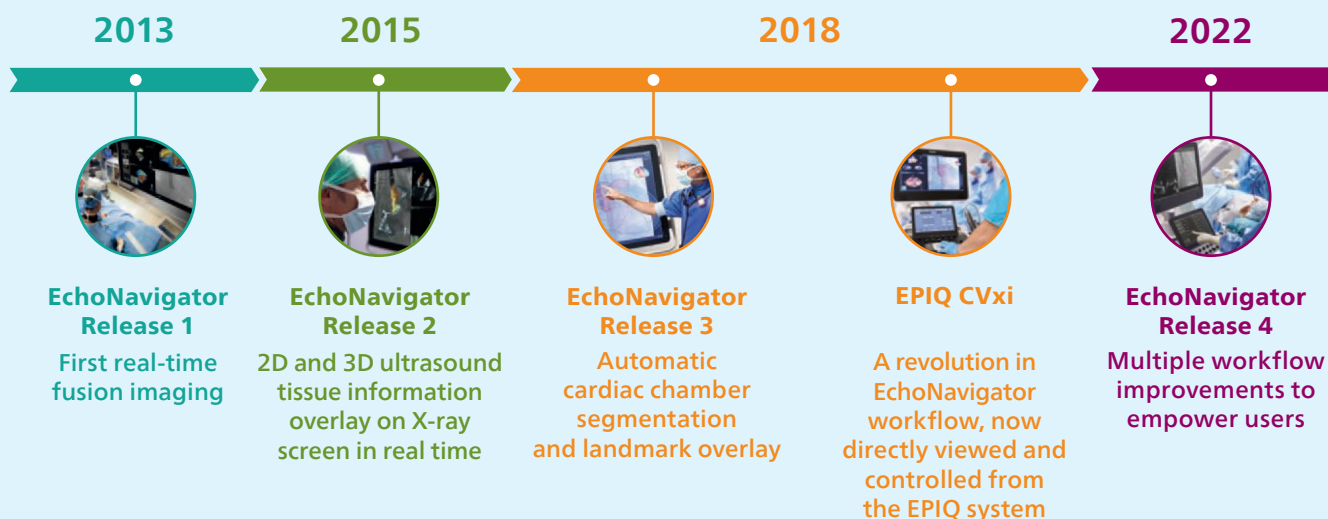 2013
2015
2018
2022
EchoNavigator
Release 1
First real-time
fusion imaging
EchoNavigator
Release 2
2D and 3D ultrasound
tissue information
overlay on X-ray
screen in real time
EchoNavigator
Release 3
Automatic
cardiac chamber
segmentation
and landmark overlay
EPIQ CVxi
A revolution in
EchoNavigator
workflow, now
directly viewed and
controlled from
the EPIQ system
EchoNavigator
Release 4
Multiple workflow
improvements to
empower users